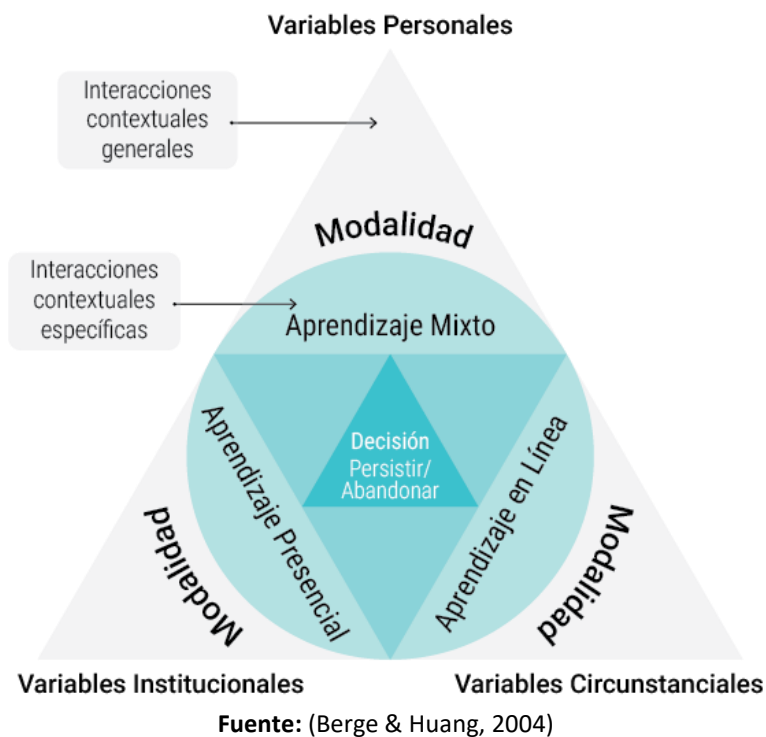 Variables Personales
Interacciones
contextuales
generales
Modalidad
Interacciones
contextuales
específicas
Aprendizaje Mixto
Aprendizaje Presencial
Decisión
Persistir/
Abandonar
Aprendizaje en Línea
Modalidad
Modalidad
Variables Institucionales
Variables Circunstanciales
Fuente: (Berge & Huang, 2004)